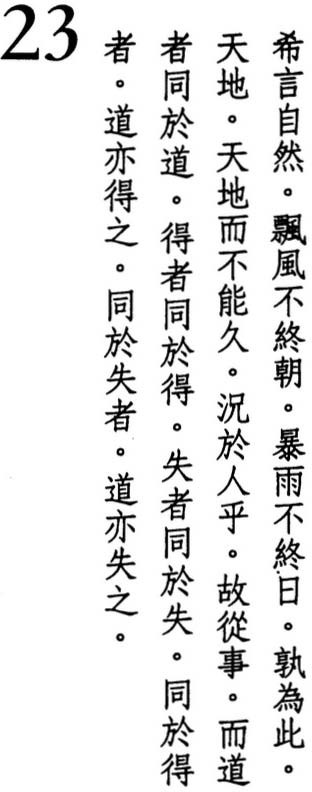 23
希言自然。飄風不終朝。暴雨不終日。孰為此。
天地。天地而不能久。況於人乎。故從事。而道
者同於道。得者同於得。失者同於失。同於得
者。道亦得之。同於失者。道亦失之。